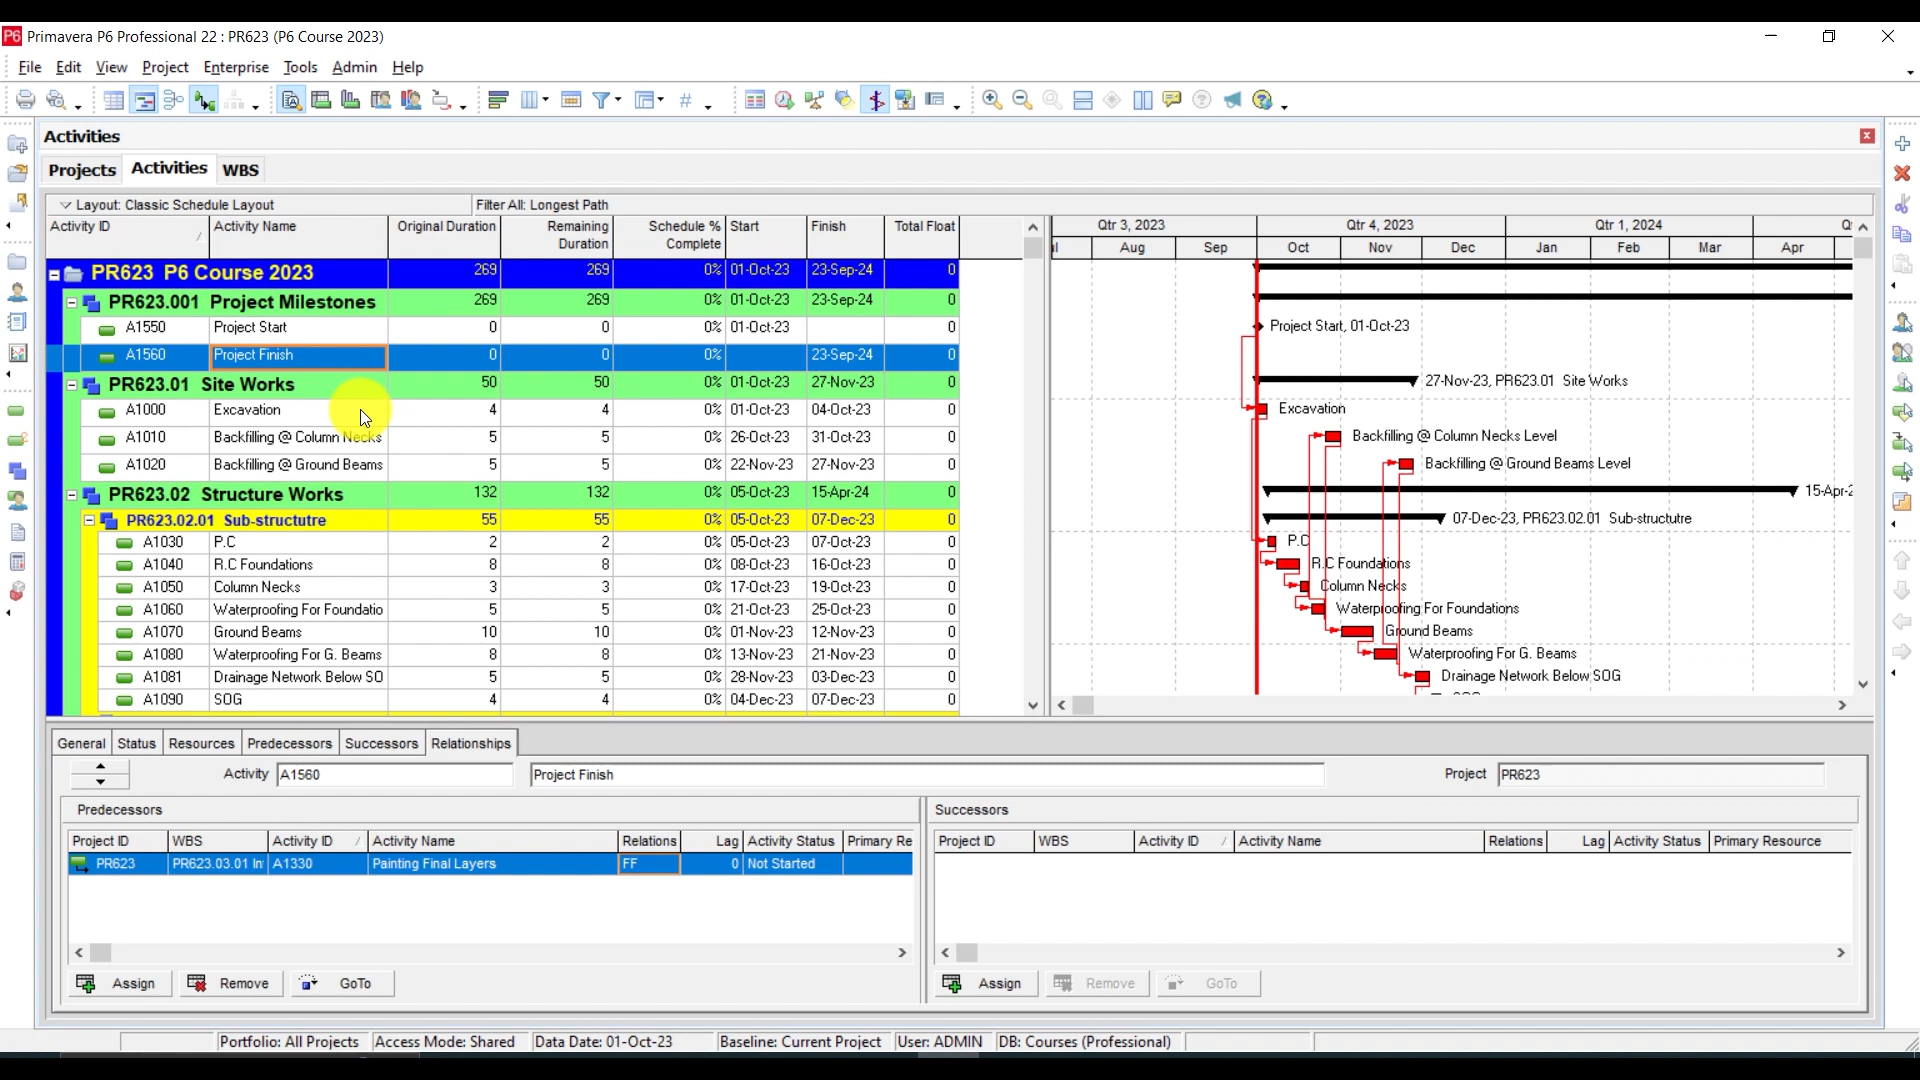 P6 Primavera P6 Professional 22 : PR623 (P6 Course 2023)
File Edit View Project Enterprise Tools Admin Help
Activities
Projects Activities WBS
Layout: Classic Schedule Layout Filter All: Longest Path
Activity ID Activity Name Original Duration Remaining Duration Schedule % Complete Start Finish Total Float
Qtr 3, 2023 Qtr 4, 2023 Qtr 1, 2024
Aug Sep Oct Nov Dec Jan Feb Mar Apr
PR623 P6 Course 2023 269 269 0% 01-Oct-23 23-Sep-24 0
PR623.001 Project Milestones 269 269 0% 01-Oct-23 23-Sep-24 0
A1550 Project Start 0 0 0% 01-Oct-23 0 Project Start, 01-Oct-23
A1560 Project Finish 0 0 0% 23-Sep-24 0
PR623.01 Site Works 50 50 0% 01-Oct-23 27-Nov-23 0 27-Nov-23, PR623.01 Site Works
A1000 Excavation 4 4 0% 01-Oct-23 04-Oct-23 0 Excavation
A1010 Backfilling @ Column Necks 5 5 0% 26-Oct-23 31-Oct-23 0 Backfilling @ Column Necks Level
A1020 Backfilling @ Ground Beams 5 5 0% 22-Nov-23 27-Nov-23 0 Backfilling @ Ground Beams Level
PR623.02 Structure Works 132 132 0% 05-Oct-23 15-Apr-24 0 15-Apr-2
PR623.02.01 Sub-structutre 55 55 0% 05-Oct-23 07-Dec-23 0 07-Dec-23, PR623.02.01 Sub-structutre
A1030 P.C 2 2 0% 05-Oct-23 07-Oct-23 0 P.C
A1040 R.C Foundations 8 8 0% 08-Oct-23 16-Oct-23 0 R.C Foundations
A1050 Column Necks 3 3 0% 17-Oct-23 19-Oct-23 0 Column Necks
A1060 Waterproofing For Foundatio 5 5 0% 21-Oct-23 25-Oct-23 0 Waterproofing For Foundations
A1070 Ground Beams 10 10 0% 01-Nov-23 12-Nov-23 0 Ground Beams
A1080 Waterproofing For G. Beams 8 8 0% 13-Nov-23 21-Nov-23 0 Waterproofing For G. Beams
A1081 Drainage Network Below SO 5 5 0% 28-Nov-23 03-Dec-23 0 Drainage Network Below SOG
A1090 SOG 4 4 0% 04-Dec-23 07-Dec-23 0
General Status Resources Predecessors Successors Relationships
Activity A1560 Project Finish Project PR623
Predecessors Successors
Project ID WBS Activity ID Activity Name Relations Lag Activity Status Primary Re Project ID WBS Activity ID Activity Name Relations Lag Activity Status Primary Resource
PR623 PR623.03.01 In A1330 Painting Final Layers FF 0 Not Started
Assign Remove GoTo Assign Remove GoTo
Portfolio: All Projects Access Mode: Shared Data Date: 01-Oct-23 Baseline: Current Project User: ADMIN DB: Courses (Professional)